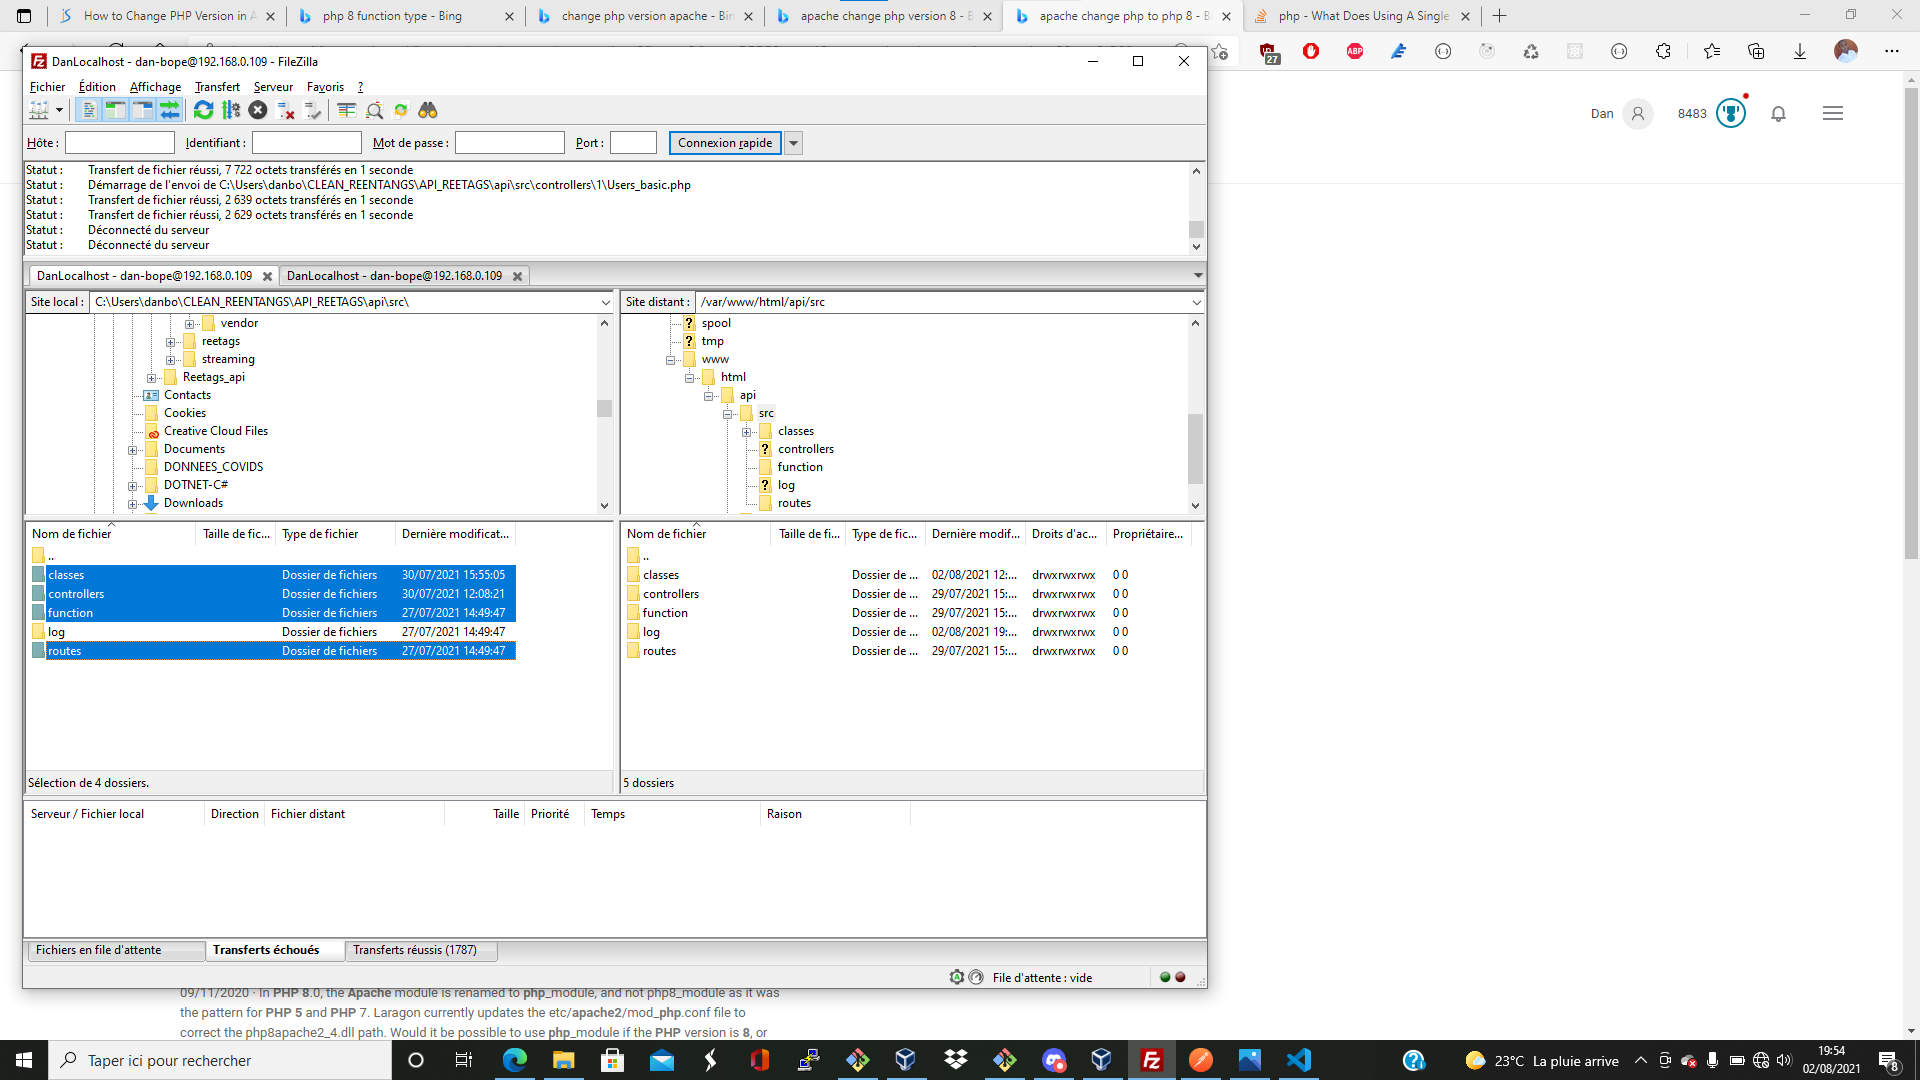 How to Change PHP Version in A
php 8 function type - Bing
change php version apache - Bin
apache change php version 8 - B
apache change php to php 8 - B
php - What Does Using A Single
27
ABP
DanLocalhost - dan-bope@192.168.0.109 - FileZilla
Fichier Édition Affichage Transfert Serveur Favoris ?
Hôte : Identifiant : Mot de passe : Port : Connexion rapide
Dan 8483
Statut : Transfert de fichier réussi, 7 722 octets transférés en 1 seconde
Statut : Démarrage de l'envoi de C:\Users\danbo\CLEAN_REENTANGS\API_REETAGS\api\src\controllers\1\Users_basic.php
Statut : Transfert de fichier réussi, 2 639 octets transférés en 1 seconde
Statut : Transfert de fichier réussi, 2 629 octets transférés en 1 seconde
Statut : Déconnecté du serveur
Statut : Déconnecté du serveur
DanLocalhost - dan-bope@192.168.0.109
DanLocalhost - dan-bope@192.168.0.109
Site local : C:\Users\danbo\CLEAN_REENTANGS\API_REETAGS\api\src\
vendor
reetags
streaming
Reetags_api
Contacts
Cookies
Creative Cloud Files
Documents
DONNEES_COVIDS
DOTNET-C#
Downloads
Site distant : /var/www/html/api/src
spool
tmp
www
html
api
src
classes
controllers
function
log
routes
Nom de fichier Taille de fic... Type de fichier Dernière modificat...
..
classes Dossier de fichiers 30/07/2021 15:55:05
controllers Dossier de fichiers 30/07/2021 12:08:21
function Dossier de fichiers 27/07/2021 14:49:47
log Dossier de fichiers 27/07/2021 14:49:47
routes Dossier de fichiers 27/07/2021 14:49:47
Sélection de 4 dossiers.
Nom de fichier Taille de fi... Type de fic... Dernière modif... Droits d'ac... Propriétaire...
..
classes Dossier de ... 02/08/2021 12:... drwxrwxrwx 0 0
controllers Dossier de ... 29/07/2021 15:... drwxrwxrwx 0 0
function Dossier de ... 29/07/2021 15:... drwxrwxrwx 0 0
log Dossier de ... 02/08/2021 19:... drwxrwxrwx 0 0
routes Dossier de ... 29/07/2021 15:... drwxrwxrwx 0 0
5 dossiers
Serveur / Fichier local Direction Fichier distant Taille Priorité Temps Raison
Fichiers en file d'attente Transferts échoués Transferts réussis (1787)
File d'attente : vide
09/11/2020 · In PHP 8.0, the Apache module is renamed to php_module, and not php8_module as it was
the pattern for PHP 5 and PHP 7. Laragon currently updates the etc/apache2/mod_php.conf file to
correct the php8apache2_4.dll path. Would it be possible to use php_module if the PHP version is 8, or
Taper ici pour rechercher
23°C La pluie arrive
19:54
02/08/2021
8